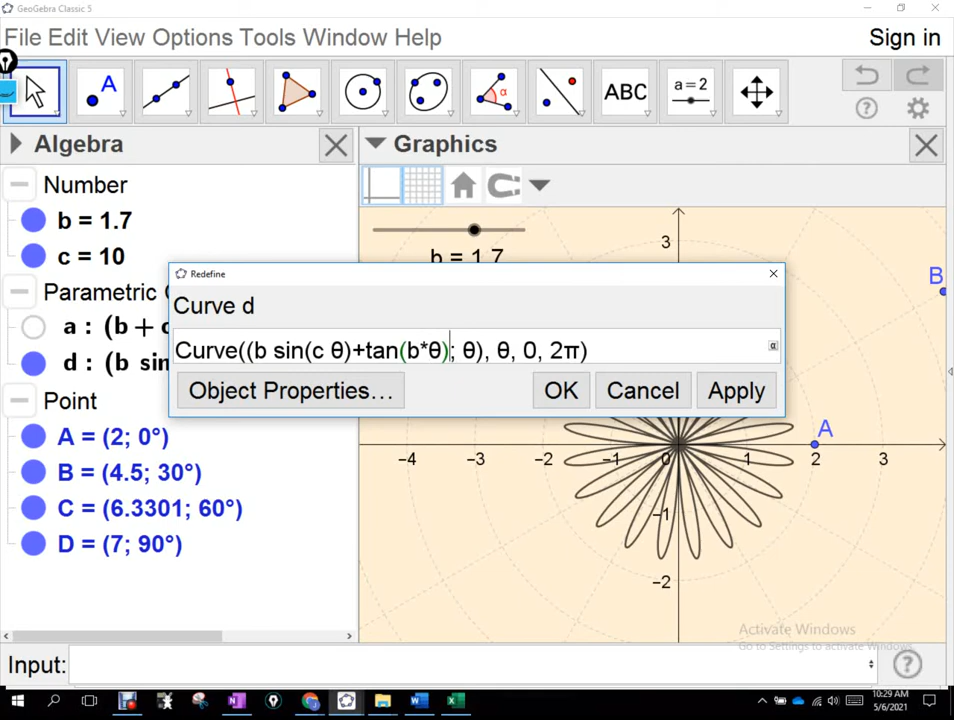 GeoGebra Classic 5
File Edit View Options Tools Window Help
Sign in
A
α
ABC
a=2
Algebra
Graphics
Number
b = 1.7
c = 10
Parametric C
a : (b + c
d : (b sin
Point
A = (2; 0°)
B = (4.5; 30°)
C = (6.3301; 60°)
D = (7; 90°)
b = 1.7
3
B
Redefine
Curve d
Curve((b sin(c θ)+tan(b*θ); θ), θ, 0, 2π)
α
Object Properties…
OK
Cancel
Apply
A
−4 −3 −2 −1 0 1 2 3
−1
−2
Activate Windows
Go to Settings to activate Windows.
Input:
10:29 AM
5/6/2021